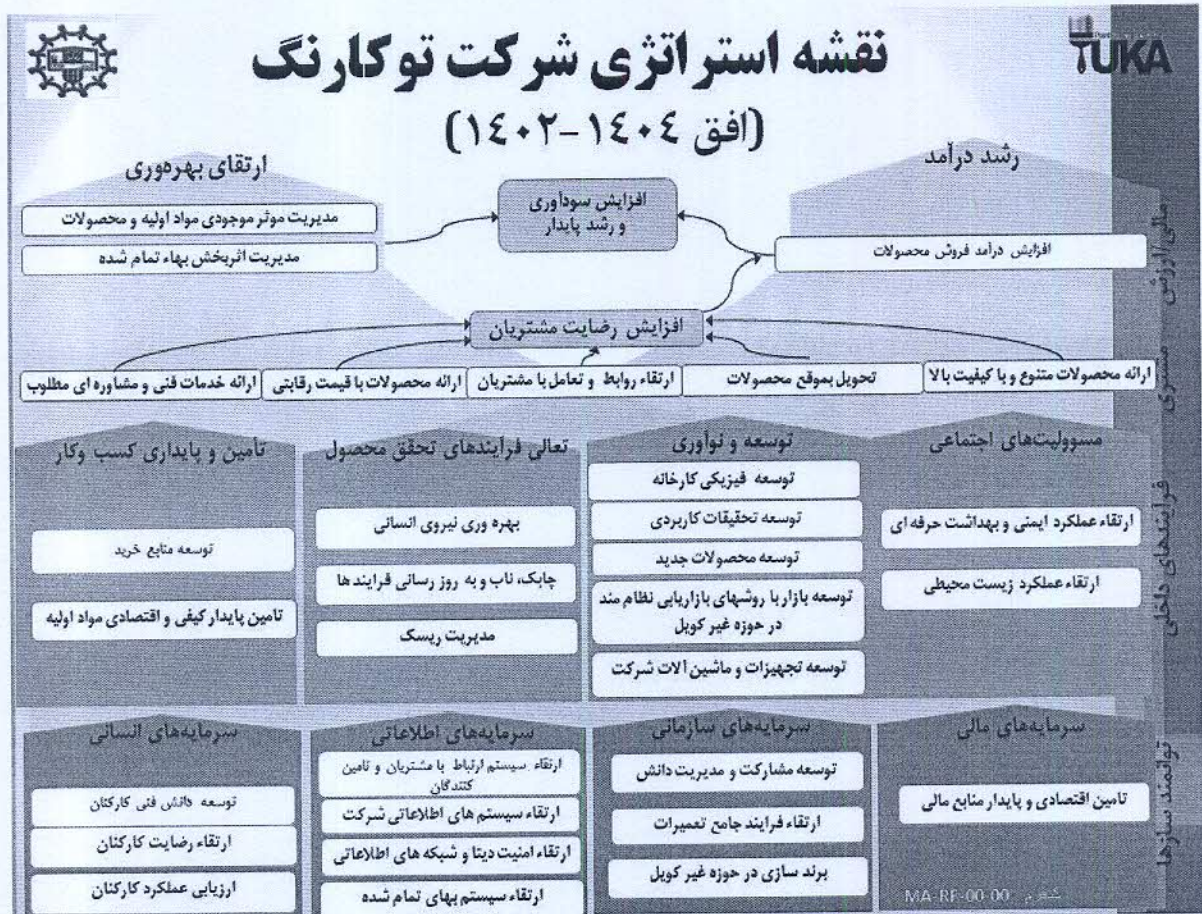 نقشه استراتژی شرکت توکارنگ
TUKA
(افق ١٤٠٤-١٤٠٢)
رشد درآمد
ارتقای بهره‌وری
افزایش سودآوری
و رشد پایدار
مدیریت موثر موجودی مواد اولیه و محصولات
مدیریت اثربخش بهاء تمام شده
افزایش درآمد فروش محصولات
مالی/ارزش
افزایش رضایت مشتریان
مشتری
ارائه محصولات متنوع و با کیفیت بالا
تحویل بموقع محصولات
ارتقاء روابط و تعامل با مشتریان
ارائه محصولات با قیمت رقابتی
ارائه خدمات فنی و مشاوره ای مطلوب
فرایندهای داخلی
مسوولیت‌های اجتماعی
ارتقاء عملکرد ایمنی و بهداشت حرفه ای
ارتقاء عملکرد زیست محیطی
توسعه و نوآوری
توسعه فیزیکی کارخانه
توسعه تحقیقات کاربردی
توسعه محصولات جدید
توسعه بازار با روشهای بازاریابی نظام مند
در حوزه غیر کویل
توسعه تجهیزات و ماشین آلات شرکت
تعالی فرآیندهای تحقق محصول
بهره وری نیروی انسانی
چابک، ناب و به روز رسانی فرایند ها
مدیریت ریسک
تأمین و پایداری کسب وکار
توسعه منابع خرید
تامین پایدار کیفی و اقتصادی مواد اولیه
توانمند سازها
سرمایه‌های مالی
تامین اقتصادی و پایدار منابع مالی
سرمایه‌های سازمانی
توسعه مشارکت و مدیریت دانش
ارتقاء فرایند جامع تعمیرات
برند سازی در حوزه غیر کویل
سرمایه‌های اطلاعاتی
ارتقاء سیستم ارتباط با مشتریان و تامین
کنندگان
ارتقاء سیستم های اطلاعاتی شرکت
ارتقاء امنیت دیتا و شبکه های اطلاعاتی
ارتقاء سیستم بهای تمام شده
سرمایه‌های انسانی
توسعه دانش فنی کارکنان
ارتقاء رضایت کارکنان
ارزیابی عملکرد کارکنان
MA-RF-00-00